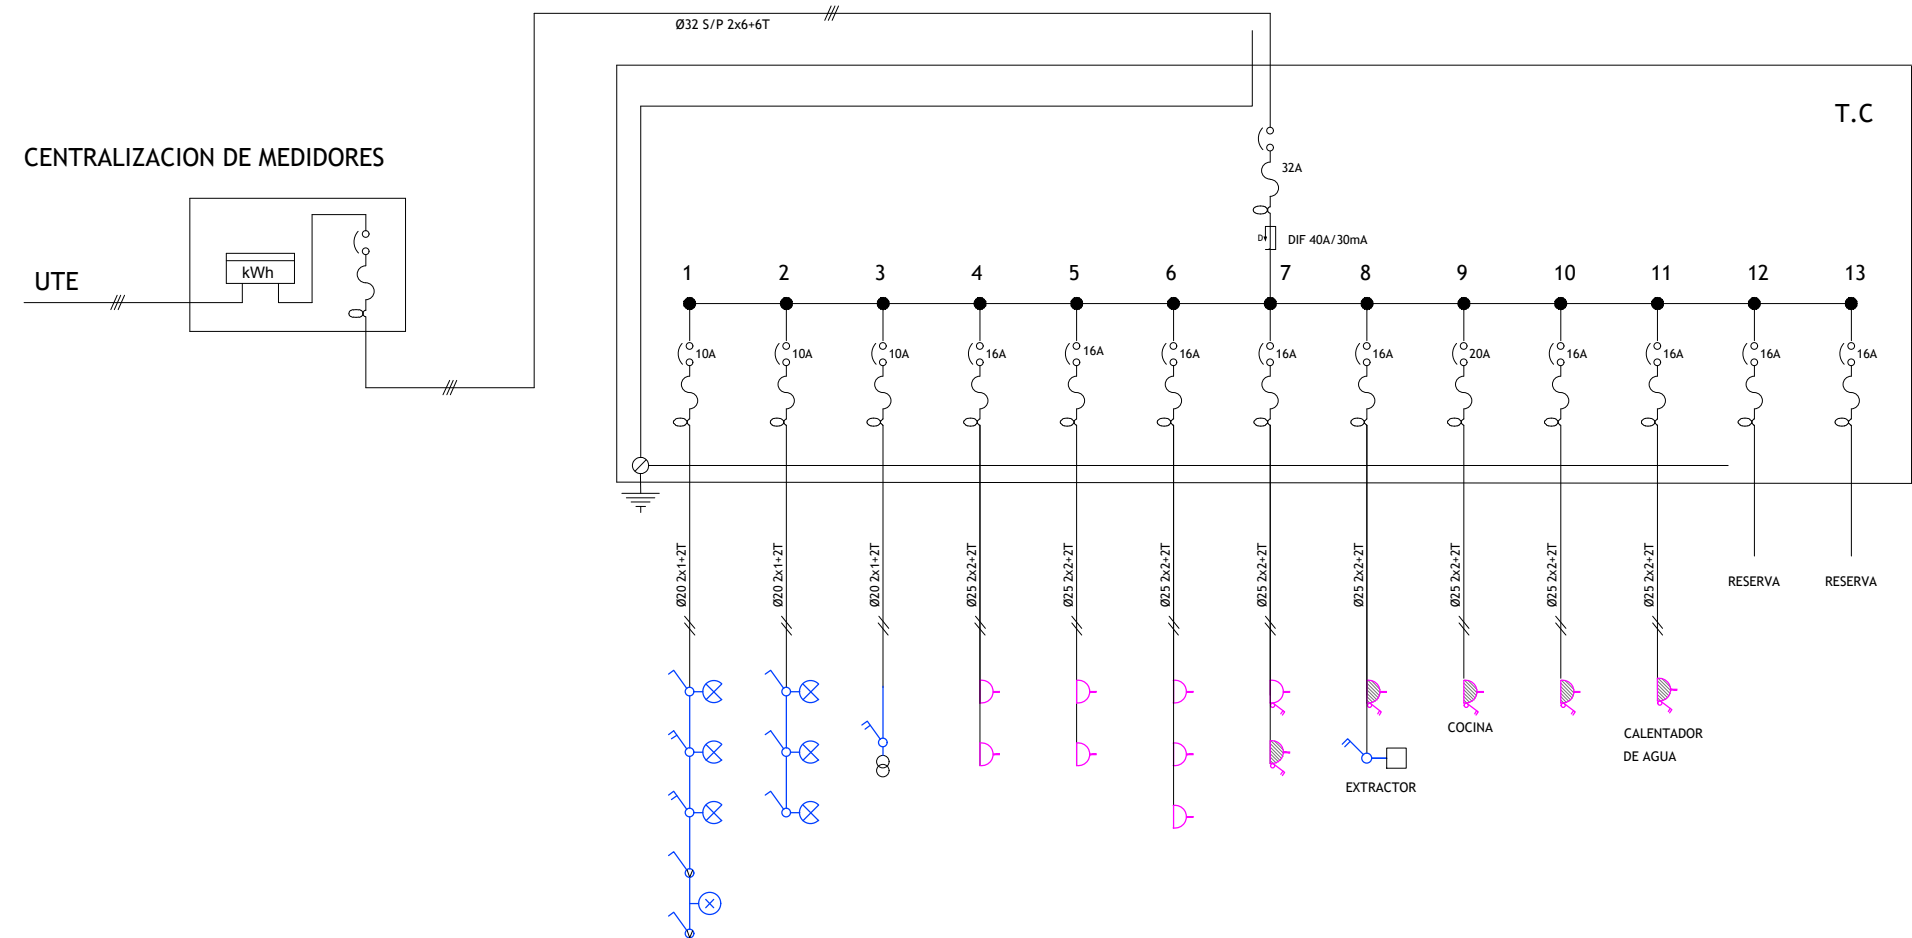 Ø32 S/P 2x6+6T
T.C
CENTRALIZACION DE MEDIDORES
32A
kWh
D
DIF 40A/30mA
UTE
1 2 3 4 5 6 7 8 9 10 11 12 13
10A 10A 10A 16A 16A 16A 16A 16A 20A 16A 16A 16A 16A
Ø20 2x1+2T
Ø20 2x1+2T
Ø20 2x1+2T
Ø25 2x2+2T
Ø25 2x2+2T
Ø25 2x2+2T
Ø25 2x2+2T
Ø25 2x2+2T
Ø25 2x2+2T
Ø25 2x2+2T
Ø25 2x2+2T
RESERVA
RESERVA
COCINA
CALENTADOR
DE AGUA
EXTRACTOR